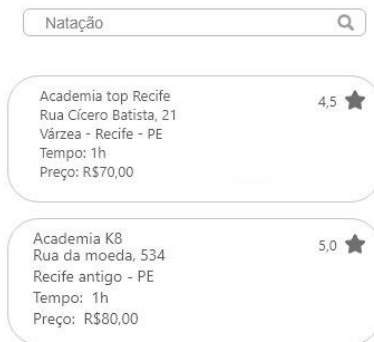 Natação
Academia top Recife
4,5
Rua Cícero Batista, 21
Várzea - Recife - PE
Tempo: 1h
Preço: R$70,00
Academia K8
5,0
Rua da moeda, 534
Recife antigo - PE
Tempo: 1h
Preço: R$80,00